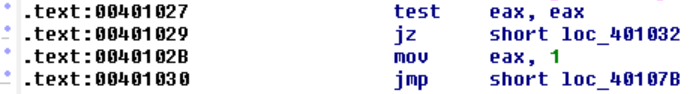 .text:00401027 test eax, eax
.text:00401029 jz short loc_401032
.text:0040102B mov eax, 1
.text:00401030 jmp short loc_40107B